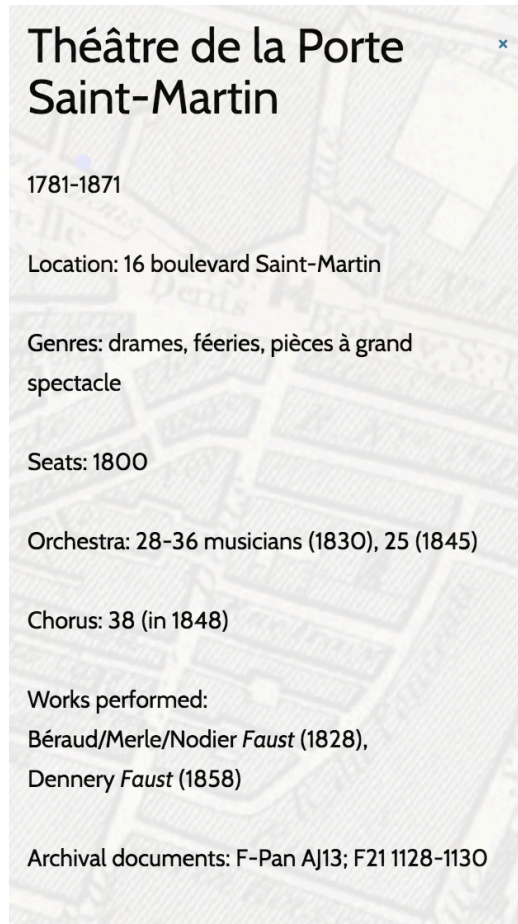 Théâtre de la Porte
Saint-Martin
×
1781-1871
Location: 16 boulevard Saint-Martin
Genres: drames, féeries, pièces à grand
spectacle
Seats: 1800
Orchestra: 28-36 musicians (1830), 25 (1845)
Chorus: 38 (in 1848)
Works performed:
Béraud/Merle/Nodier Faust (1828),
Dennery Faust (1858)
Archival documents: F-Pan AJ13; F21 1128-1130